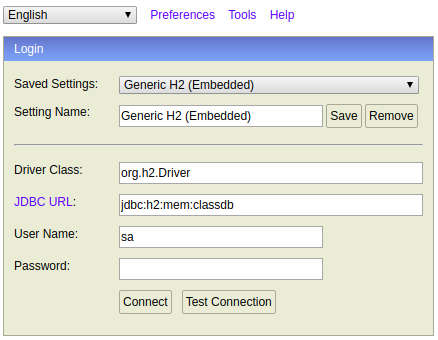 English Preferences Tools Help
Login
Saved Settings: Generic H2 (Embedded)
Setting Name: Generic H2 (Embedded) Save Remove
Driver Class: org.h2.Driver
JDBC URL: jdbc:h2:mem:classdb
User Name: sa
Password:
Connect Test Connection